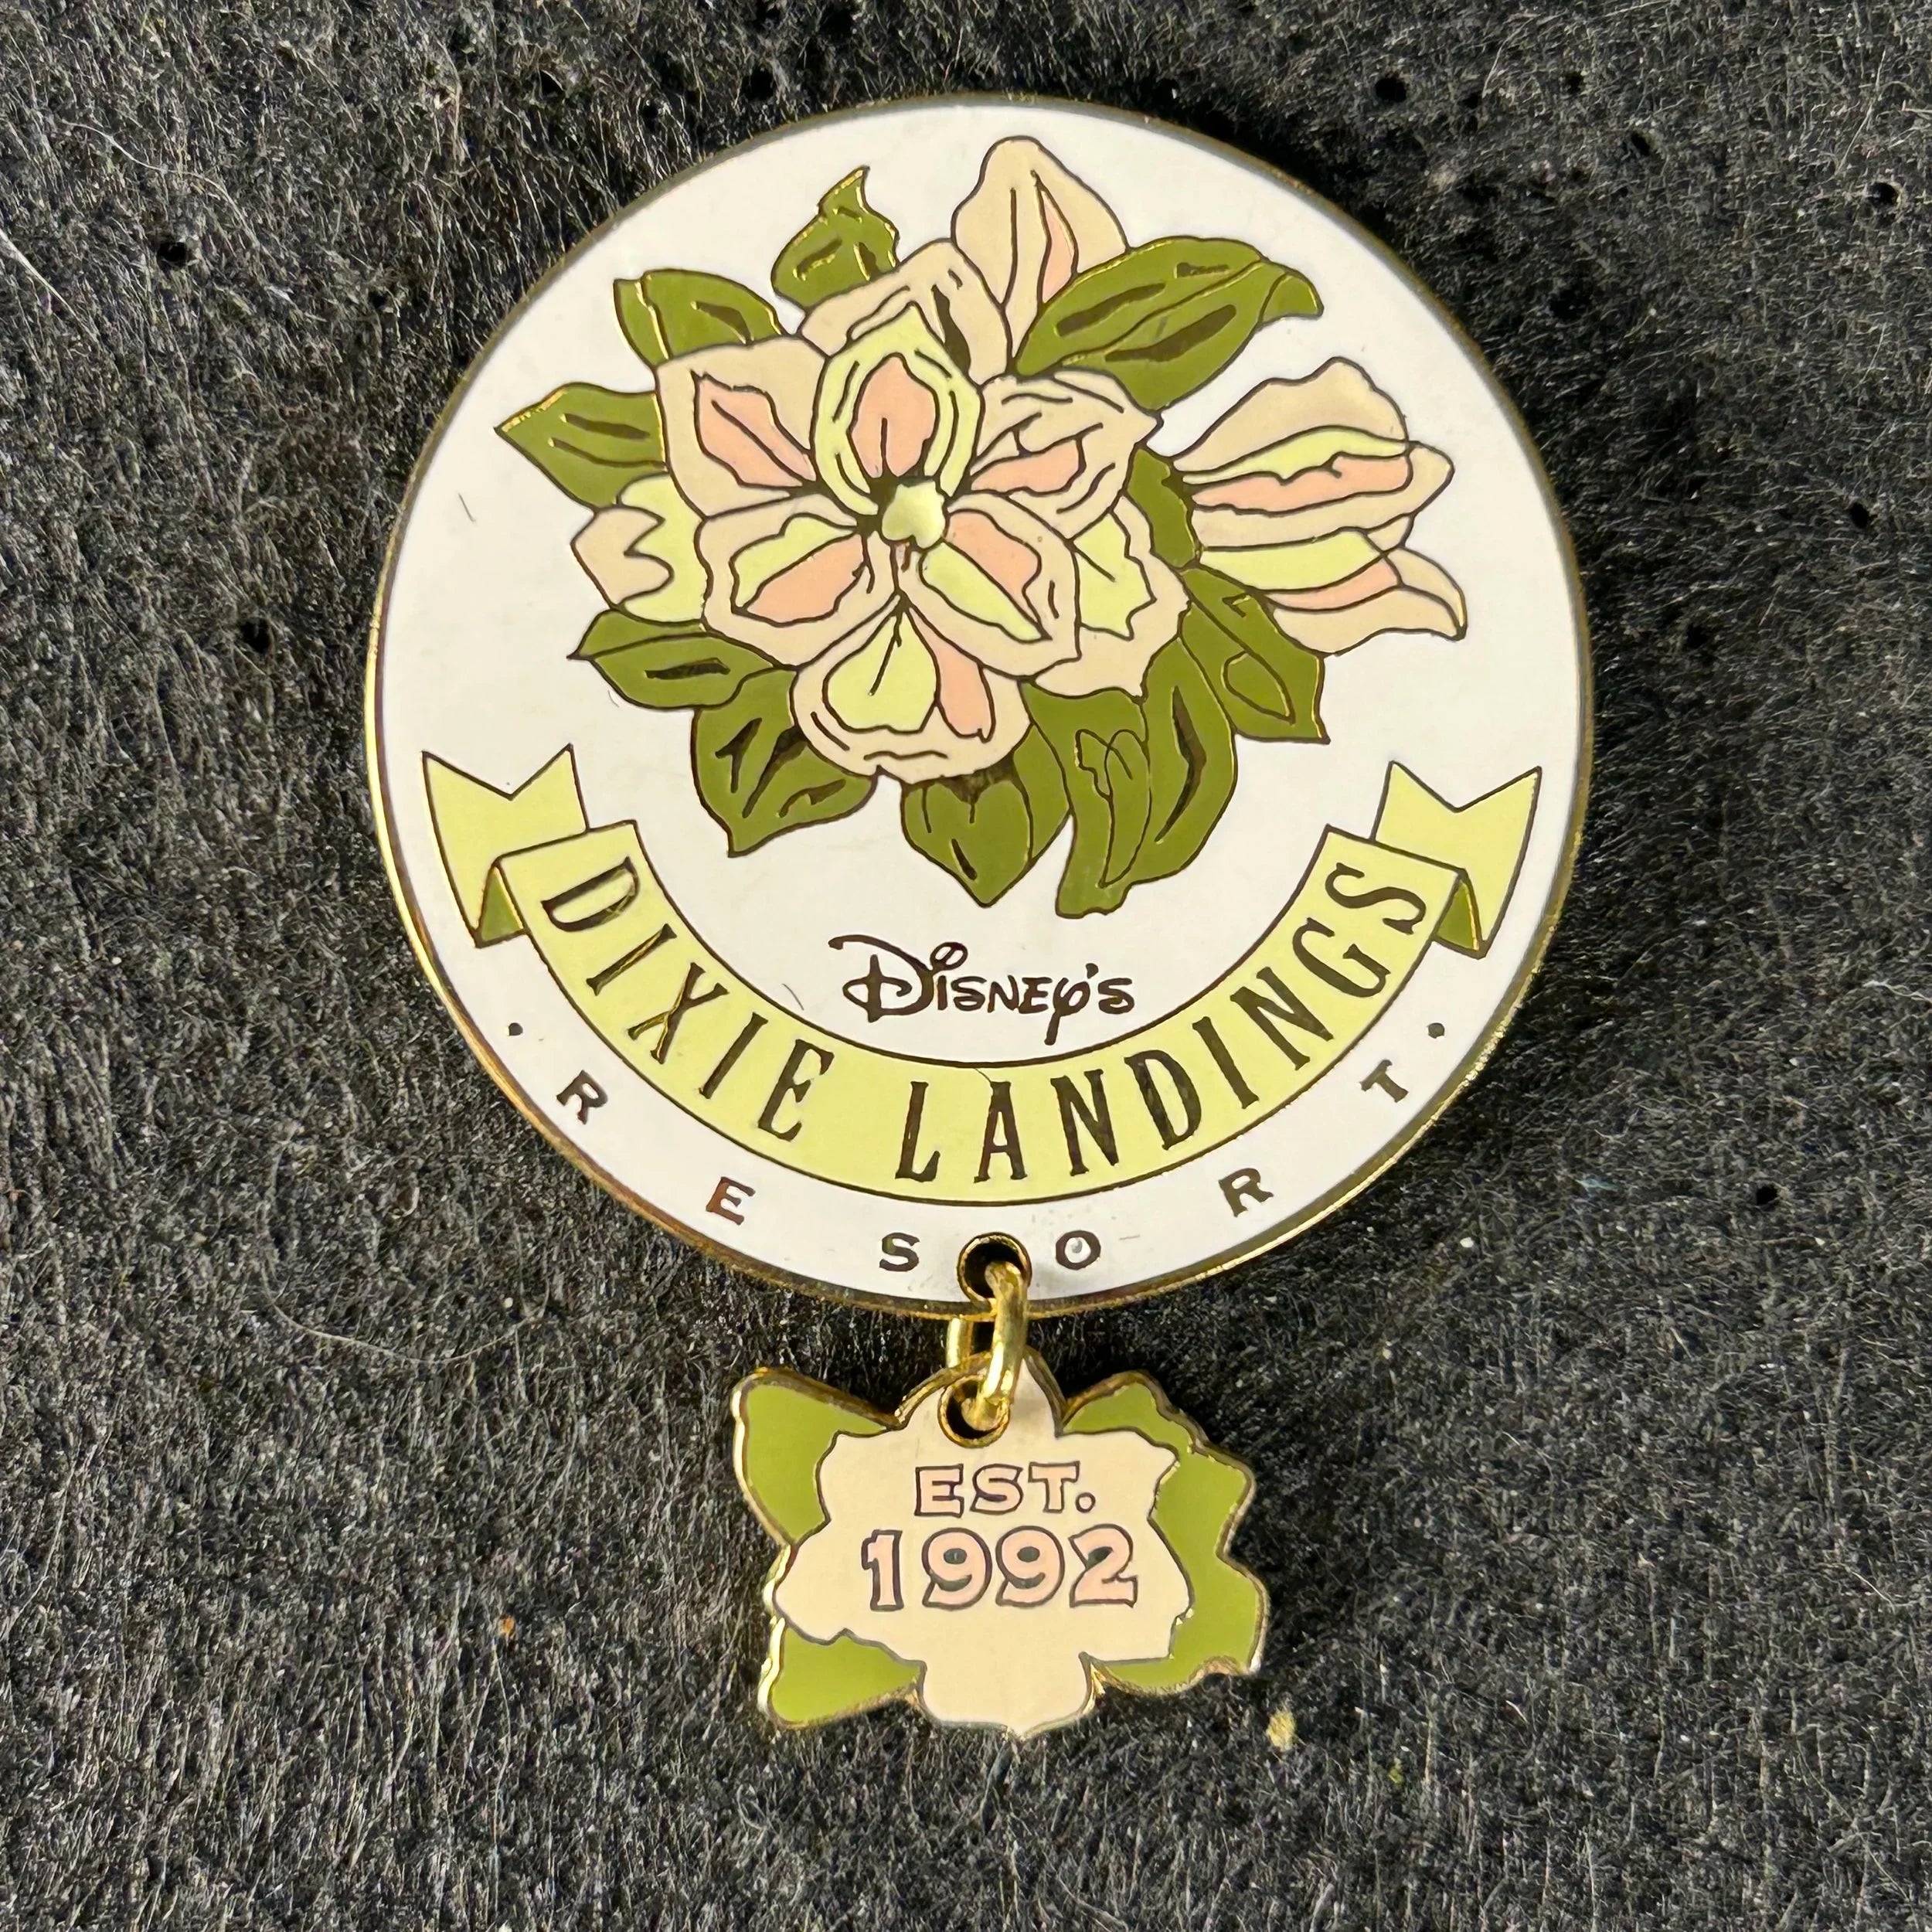 Disney's
DIXIE LANDINGS
· RESORT ·
EST.
1992